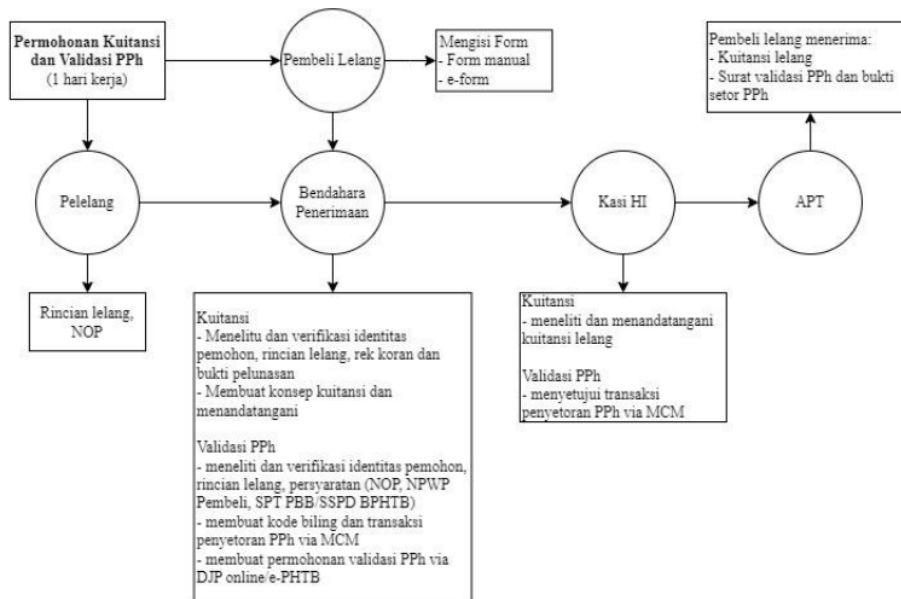 Permohonan Kuitansi
dan Validasi PPh
(1 hari kerja)
Pembeli Lelang
Mengisi Form
- Form manual
- e-form
Pembeli lelang menerima:
- Kuitansi lelang
- Surat validasi PPh dan bukti
setor PPh
Pelelang
Bendahara
Penerimaan
Kasi HI
APT
Rincian lelang,
NOP
Kuitansi
- Menelitu dan verifikasi identitas
pemohon, rincian lelang, rek koran dan
bukti pelunasan
- Membuat konsep kuitansi dan
menandatangani
Validasi PPh
- meneliti dan verifikasi identitas pemohon,
rincian lelang, persyaratan (NOP, NPWP
Pembeli, SPT PBB/SSPD BPHTB)
- membuat kode biling dan transaksi
penyetoran PPh via MCM
- membuat permohonan validasi PPh via
DJP online/e-PHTB
Kuitansi
- meneliti dan menandatangani
kuitansi lelang
Validasi PPh
- menyetujui transaksi
penyetoran PPh via MCM